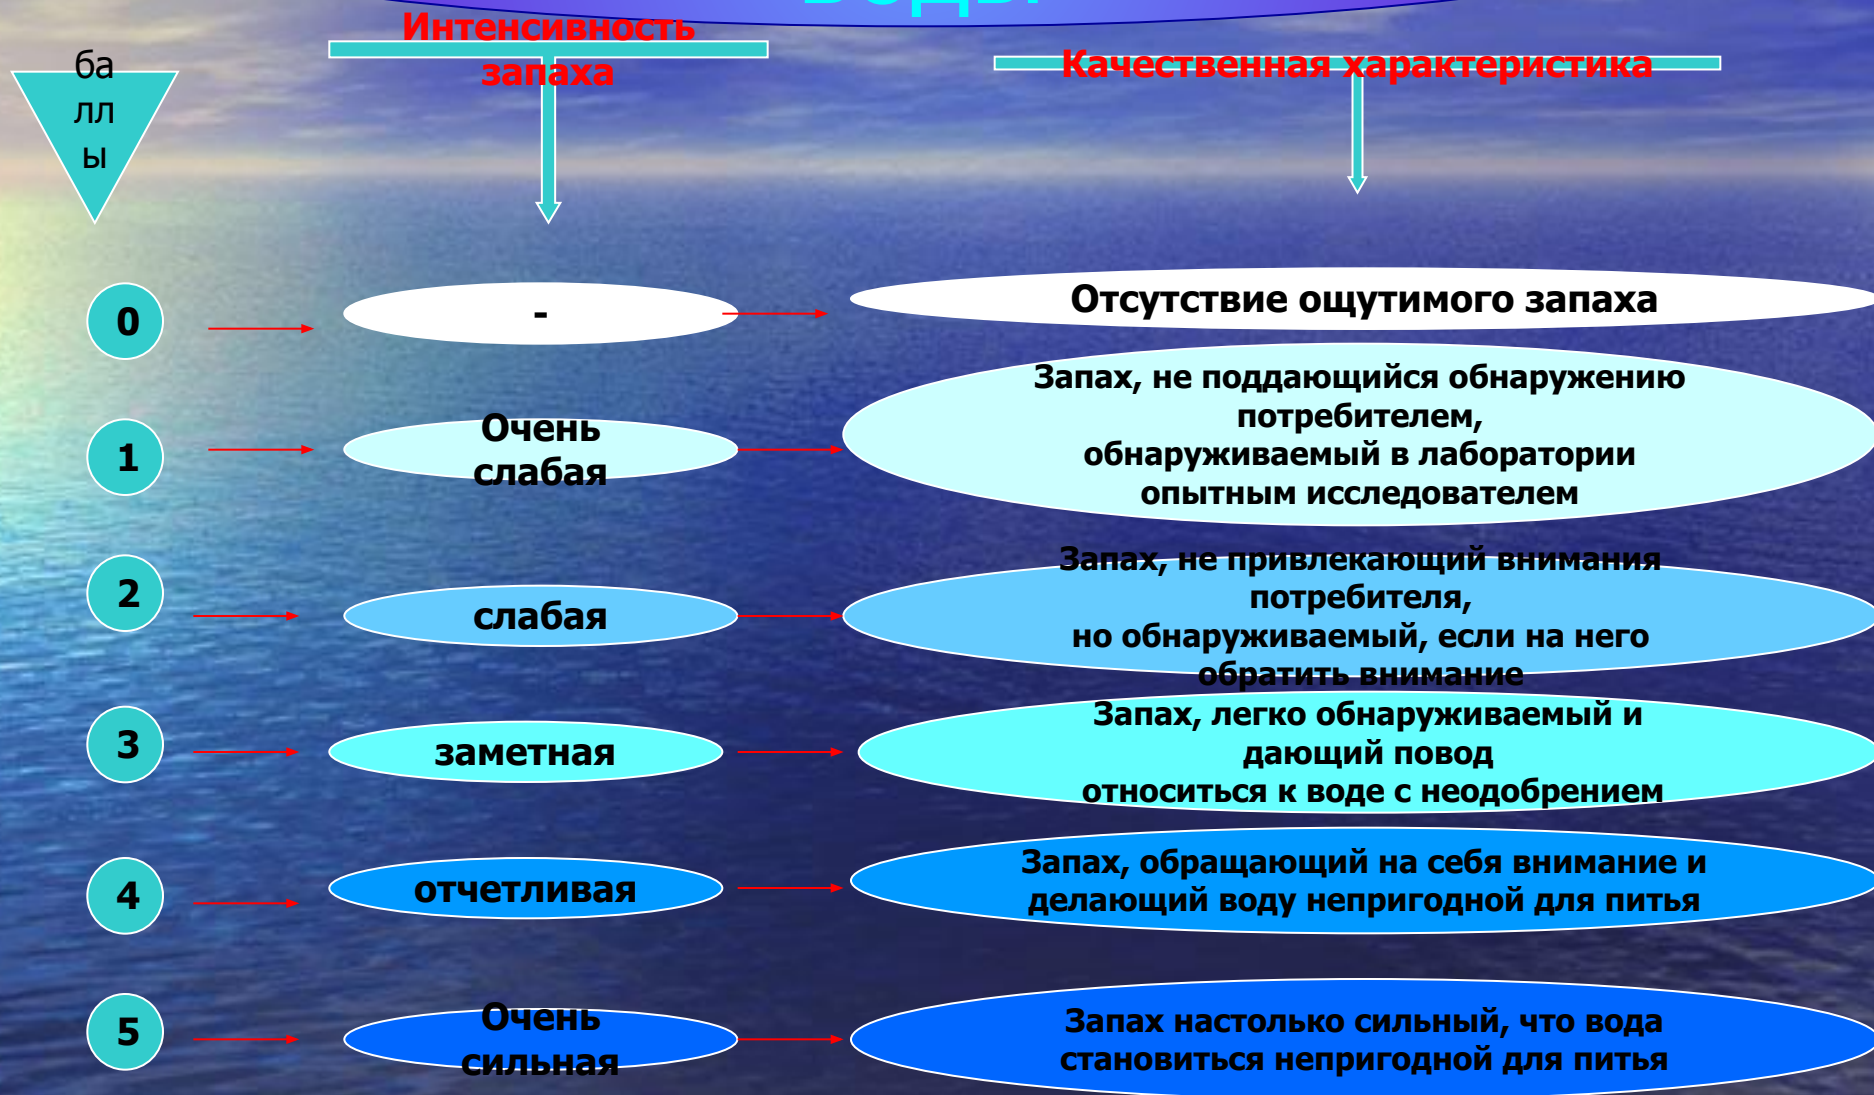 Интенсивность
запаха
Качественная характеристика
ба
лл
ы
0
-
Отсутствие ощутимого запаха
1
Очень
слабая
Запах, не поддающийся обнаружению
потребителем,
обнаруживаемый в лаборатории
опытным исследователем
2
слабая
Запах, не привлекающий внимания
потребителя,
но обнаруживаемый, если на него
обратить внимание
3
заметная
Запах, легко обнаруживаемый и
дающий повод
относиться к воде с неодобрением
4
отчетливая
Запах, обращающий на себя внимание и
делающий воду непригодной для питья
5
Очень
сильная
Запах настолько сильный, что вода
становиться непригодной для питья